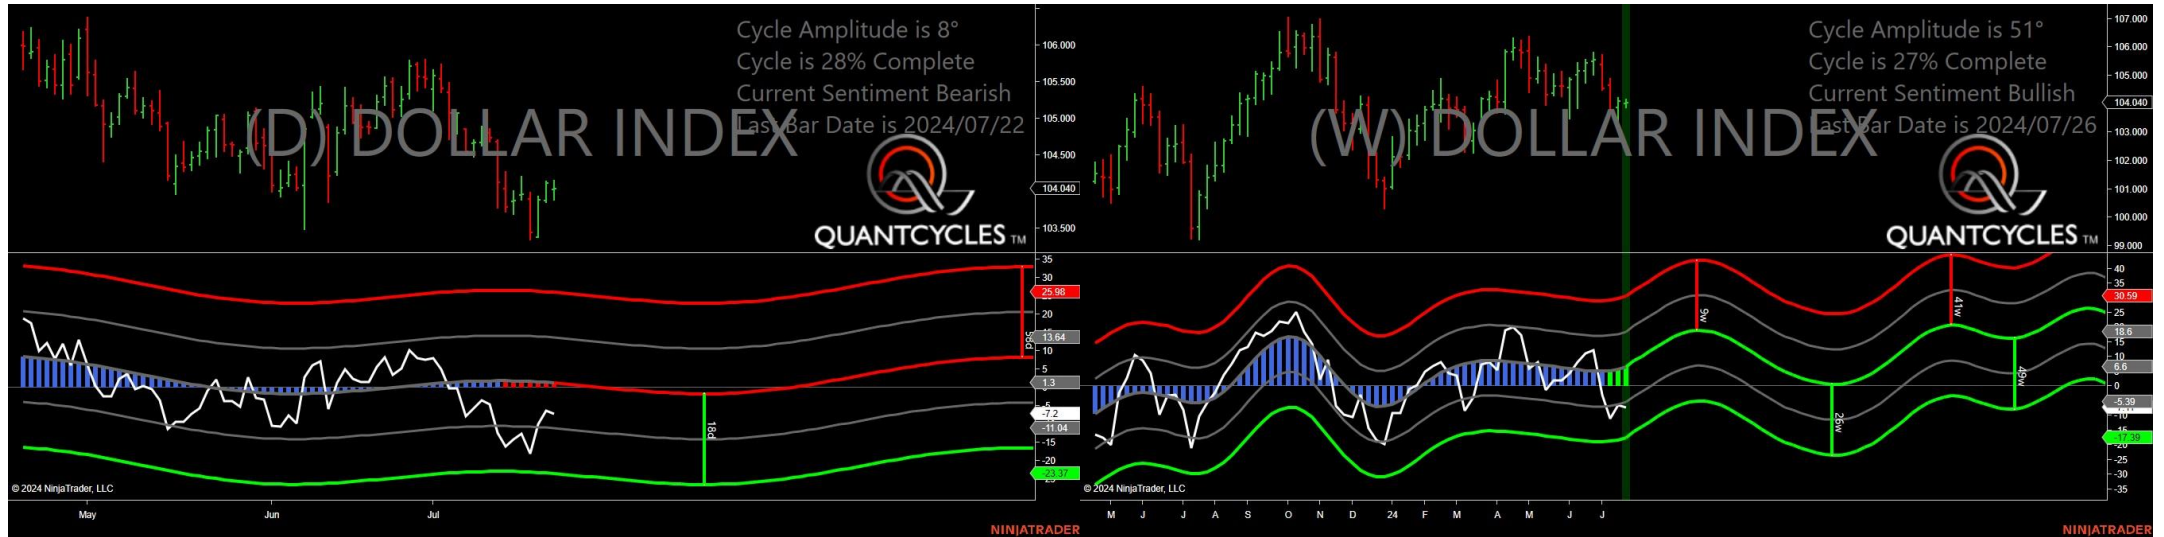 Cycle Amplitude is 8°
Cycle is 28% Complete
Current Sentiment Bearish
Last Bar Date is 2024/07/22
(D) DOLLAR INDEX
QUANTCYCLES TM
106.000
105.500
105.000
104.500
104.040
103.500
35
30
25.98
20
13.64
10
5
1.3
-5
-7.2
-11.04
-15
-20
-23.37
18d
© 2024 NinjaTrader, LLC
May
Jun
Jul
NINJATRADER
Cycle Amplitude is 51°
Cycle is 27% Complete
Current Sentiment Bullish
Last Bar Date is 2024/07/26
(W) DOLLAR INDEX
QUANTCYCLES TM
107.000
106.000
105.000
104.040
103.000
102.000
101.000
100.000
99.000
40
35
30.59
25
18.6
15
10
6.6
0
-5.39
-10
-15
-17.39
-20
-25
-30
-35
9w
41w
26w
49w
© 2024 NinjaTrader, LLC
M
J
J
A
S
O
N
D
24
F
M
A
M
J
J
NINJATRADER